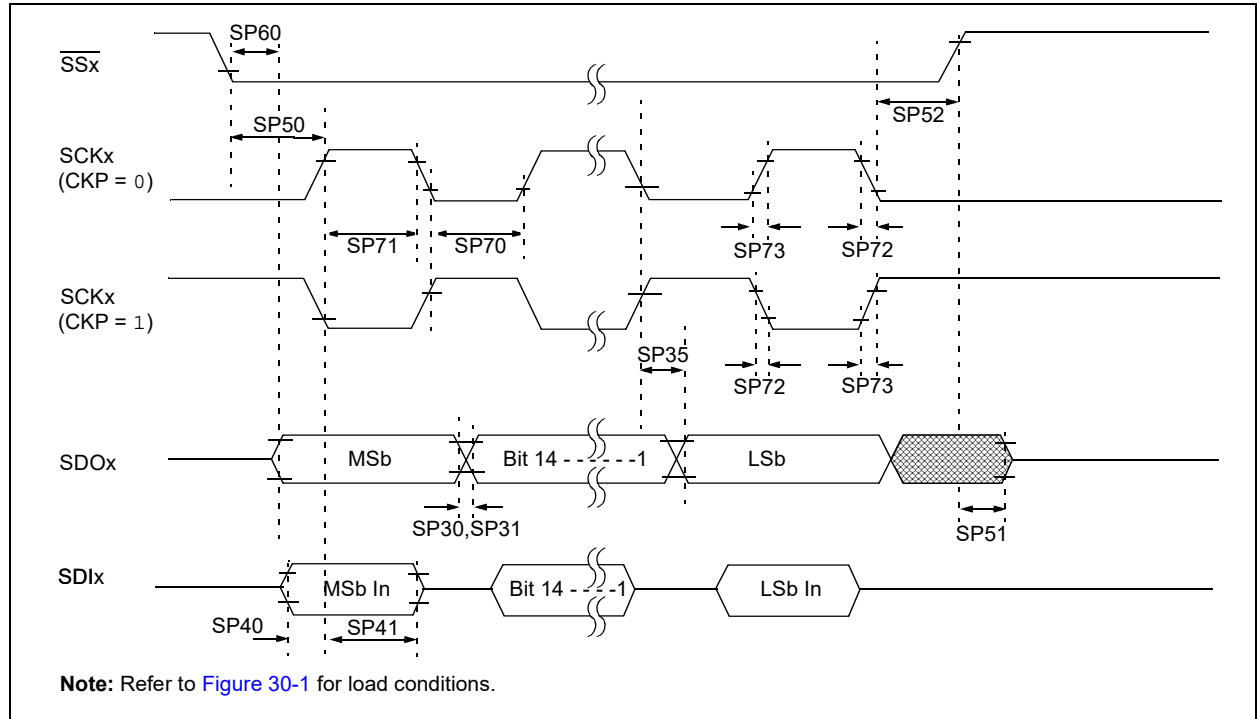 SP60
SSx
SP50
SP52
SCKx
(CKP = 0)
SP71
SP70
SP73
SP72
SCKx
(CKP = 1)
SP35
SP72
SP73
SDOx
MSb
Bit 14 - - - - - -1
LSb
SP30,SP31
SP51
SDIx
MSb In
Bit 14 - - - -1
LSb In
SP40
SP41
Note: Refer to Figure 30-1 for load conditions.